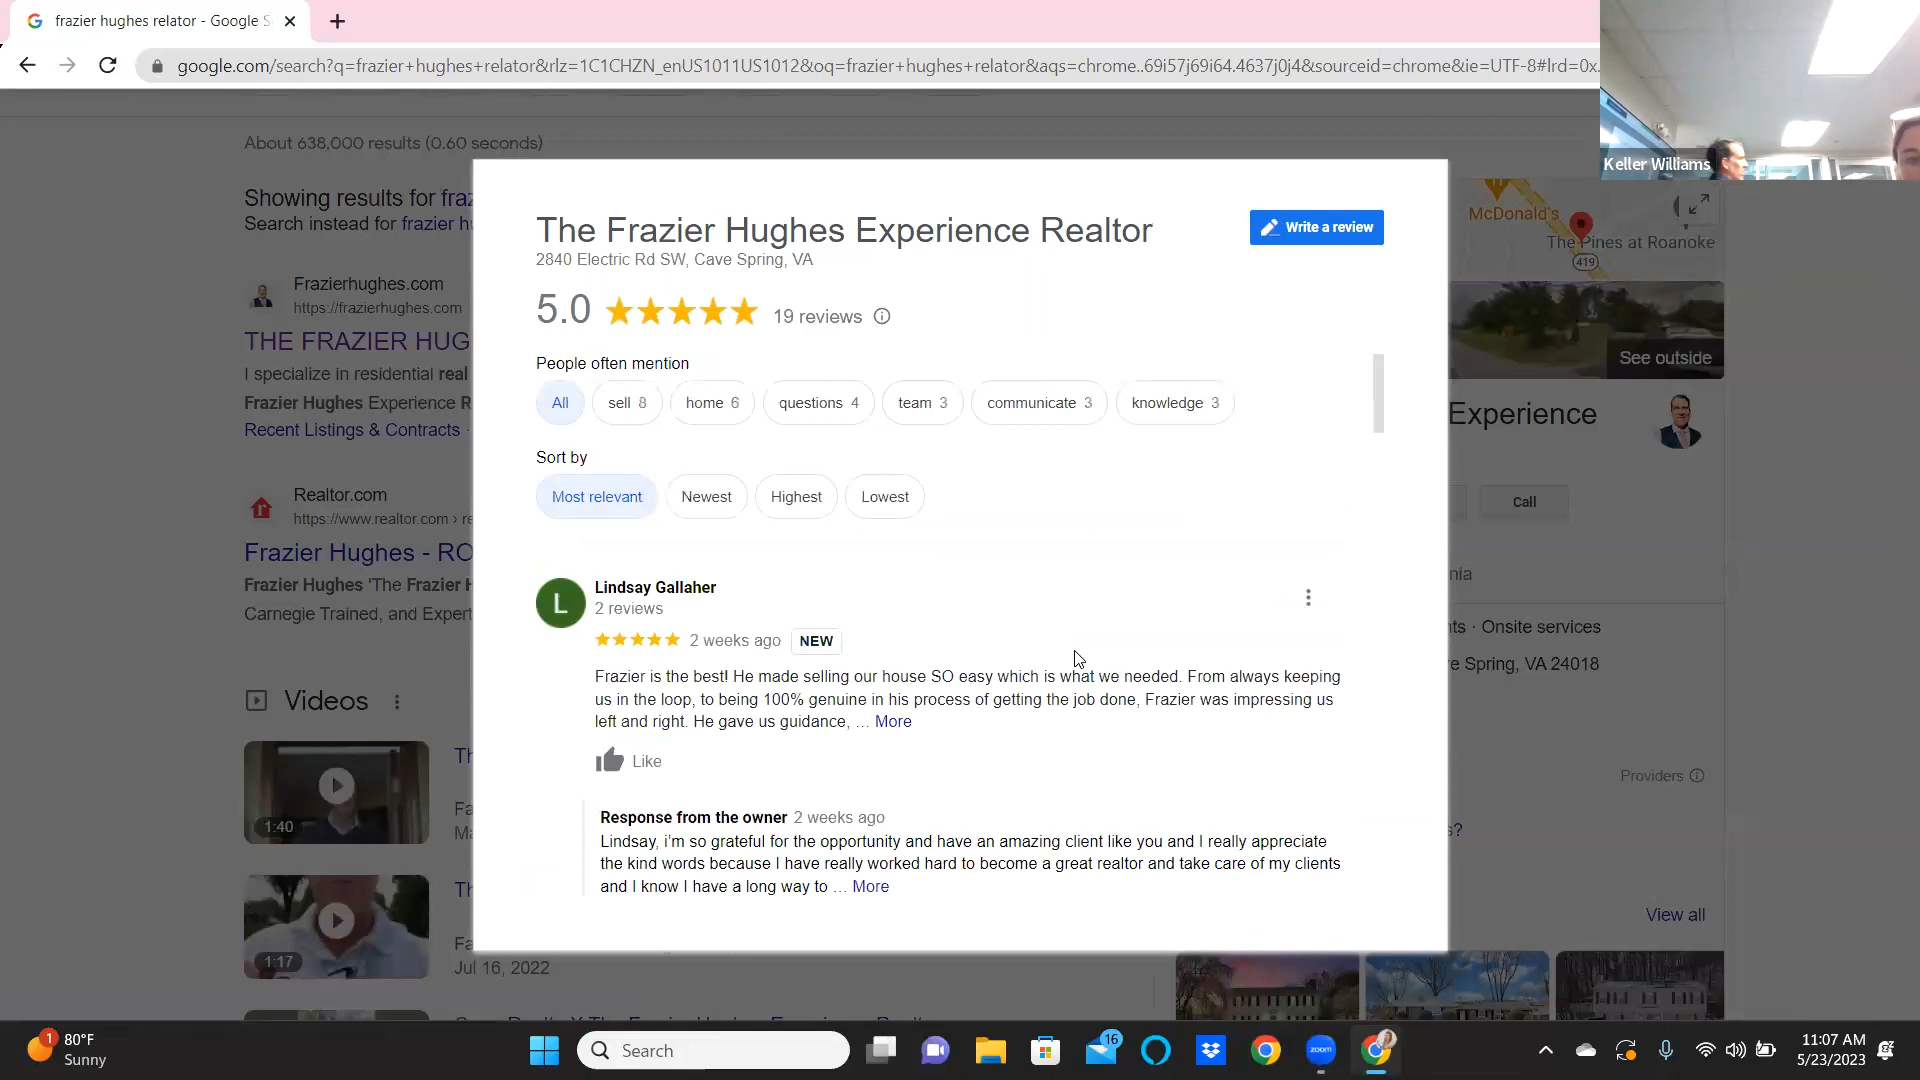 frazier hughes relator - Google S
google.com/search?q=frazier+hughes+relator&rlz=1C1CHZN_enUS1011US1012&oq=frazier+hughes+relator&aqs=chrome..69i57j69i64.4637j0j4&sourceid=chrome&ie=UTF-8#lrd=0x...
Keller Williams
About 638,000 results (0.60 seconds)
Showing results for
Search instead for frazier
Frazierhughes.com
https://frazierhughes.com
THE FRAZIER HUG
I specialize in residential real
Frazier Hughes Experience R
Recent Listings & Contracts ·
Realtor.com
https://www.realtor.com › re
Frazier Hughes - RO
Frazier Hughes 'The Frazier H
Carnegie Trained, and Expert
Videos
1:40
Th
Fa
Ma
1:17
Th
Fa
Jul 16, 2022
The Frazier Hughes Experience Realtor
Write a review
2840 Electric Rd SW, Cave Spring, VA
5.0
19 reviews
People often mention
All
sell 8
home 6
questions 4
team 3
communicate 3
knowledge 3
Sort by
Most relevant
Newest
Highest
Lowest
L
Lindsay Gallaher
2 reviews
2 weeks ago
NEW
Frazier is the best! He made selling our house SO easy which is what we needed. From always keeping
us in the loop, to being 100% genuine in his process of getting the job done, Frazier was impressing us
left and right. He gave us guidance, ... More
Like
Response from the owner 2 weeks ago
Lindsay, i'm so grateful for the opportunity and have an amazing client like you and I really appreciate
the kind words because I have really worked hard to become a great realtor and take care of my clients
and I know I have a long way to ... More
McDonald's
The Pines at Roanoke
419
See outside
Experience
Call
nia
ts · Onsite services
e Spring, VA 24018
Providers
s?
View all
1
80°F
Sunny
Search
16
zoom
11:07 AM
5/23/2023